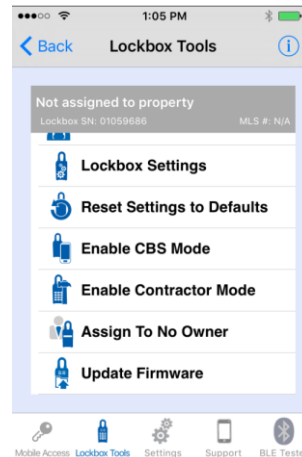 1:05 PM
Back Lockbox Tools
Not assigned to property
Lockbox SN: 01059686 MLS #: N/A
Lockbox Settings
Reset Settings to Defaults
Enable CBS Mode
Enable Contractor Mode
Assign To No Owner
Update Firmware
Mobile Access Lockbox Tools Settings Support BLE Teste